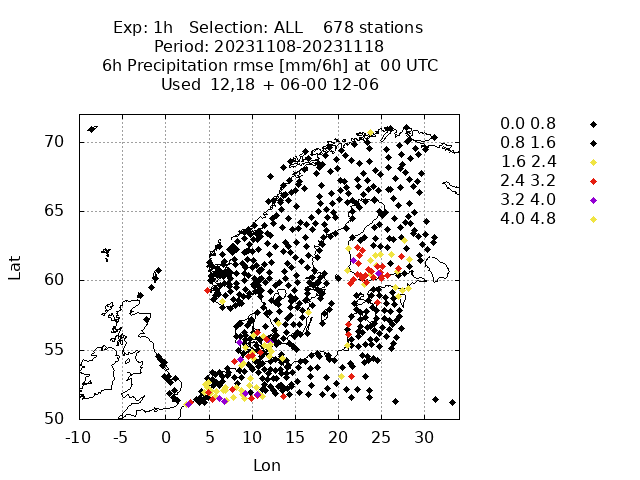 Exp: 1h   Selection: ALL    678 stations
Period: 20231108-20231118
6h Precipitation rmse [mm/6h] at  00 UTC
Used  12,18 + 06-00 12-06
0.0 0.8
0.8 1.6
1.6 2.4
2.4 3.2
3.2 4.0
4.0 4.8
70
65
60
55
50
Lat
-10 -5 0 5 10 15 20 25 30
Lon